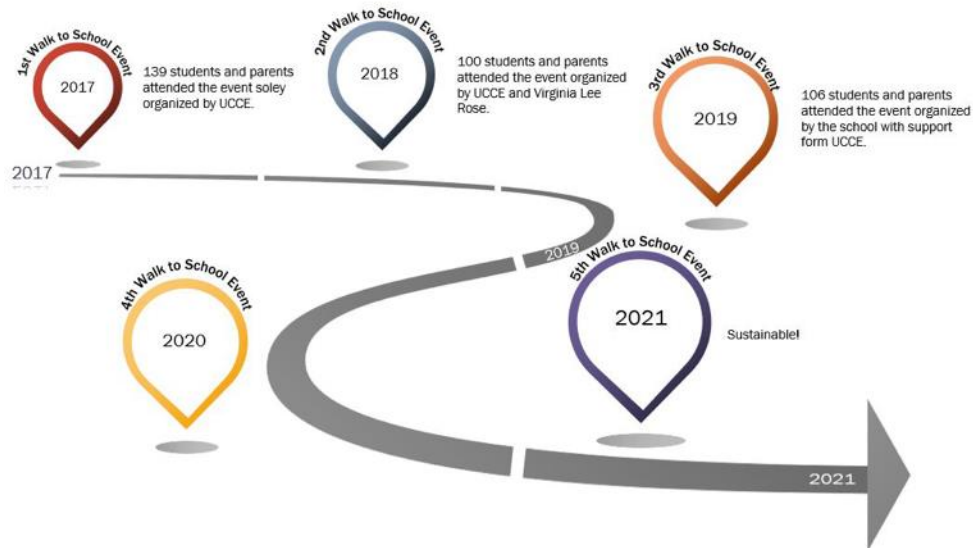 1st Walk to School Event
2017
139 students and parents
attended the event soley
organized by UCCE.
2nd Walk to School Event
2018
100 students and parents
attended the event organized
by UCCE and Virginia Lee
Rose.
3rd Walk to School Event
2019
106 students and parents
attended the event organized
by the school with support
form UCCE.
2017
2019
4th Walk to School Event
2020
5th Walk to School Event
2021
Sustainable!
2021